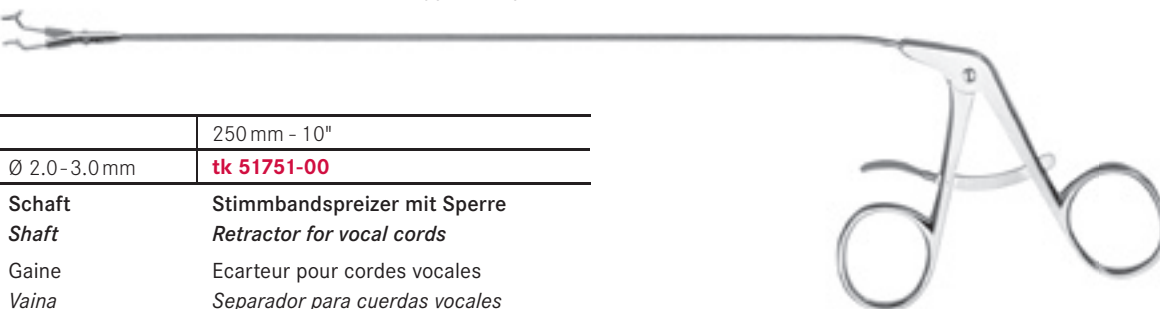 250 mm - 10"
Ø 2.0-3.0 mm tk 51751-00
Schaft Stimmbandspreizer mit Sperre
Shaft Retractor for vocal cords
Gaine Ecarteur pour cordes vocales
Vaina Separador para cuerdas vocales